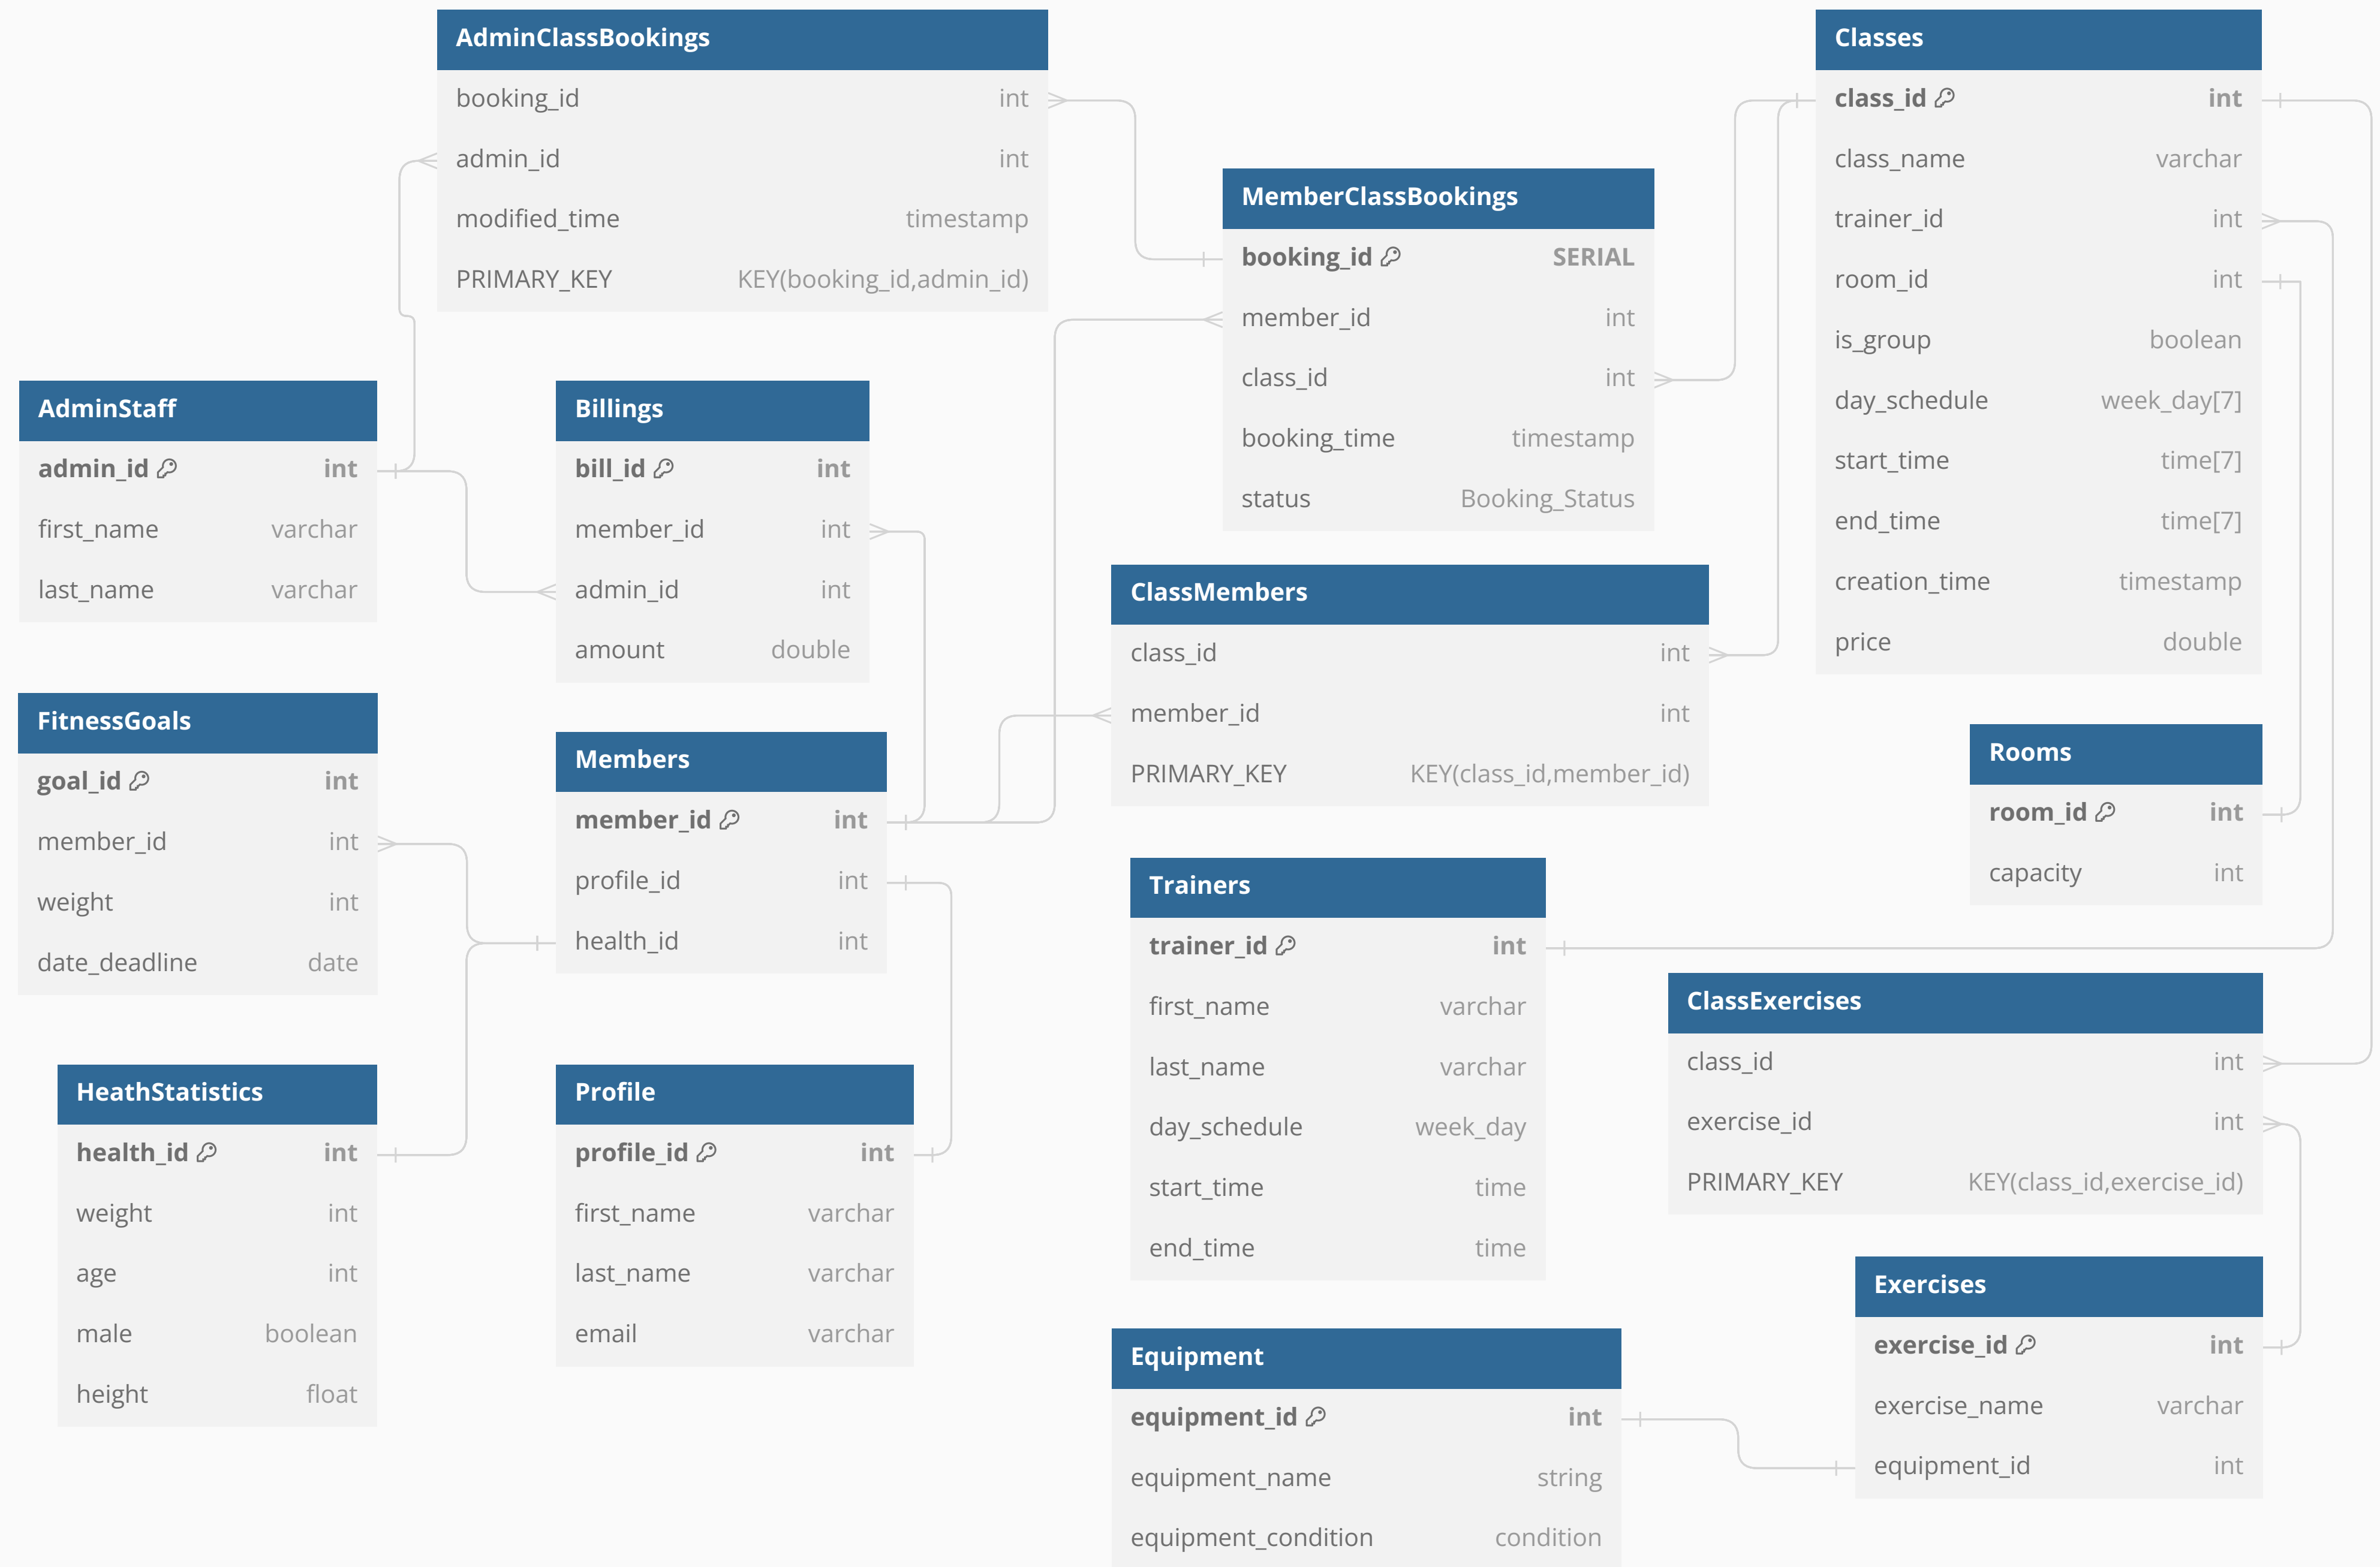 AdminClassBookings
booking_id int
admin_id int
modified_time timestamp
PRIMARY_KEY KEY(booking_id,admin_id)
Classes
class_id int
class_name varchar
trainer_id int
room_id int
is_group boolean
day_schedule week_day[7]
start_time time[7]
end_time time[7]
creation_time timestamp
price double
MemberClassBookings
booking_id SERIAL
member_id int
class_id int
booking_time timestamp
status Booking_Status
AdminStaff
admin_id int
first_name varchar
last_name varchar
Billings
bill_id int
member_id int
admin_id int
amount double
ClassMembers
class_id int
member_id int
PRIMARY_KEY KEY(class_id,member_id)
FitnessGoals
goal_id int
member_id int
weight int
date_deadline date
Members
member_id int
profile_id int
health_id int
Rooms
room_id int
capacity int
Trainers
trainer_id int
first_name varchar
last_name varchar
day_schedule week_day
start_time time
end_time time
ClassExercises
class_id int
exercise_id int
PRIMARY_KEY KEY(class_id,exercise_id)
HeathStatistics
health_id int
weight int
age int
male boolean
height float
Profile
profile_id int
first_name varchar
last_name varchar
email varchar
Exercises
exercise_id int
exercise_name varchar
equipment_id int
Equipment
equipment_id int
equipment_name string
equipment_condition condition